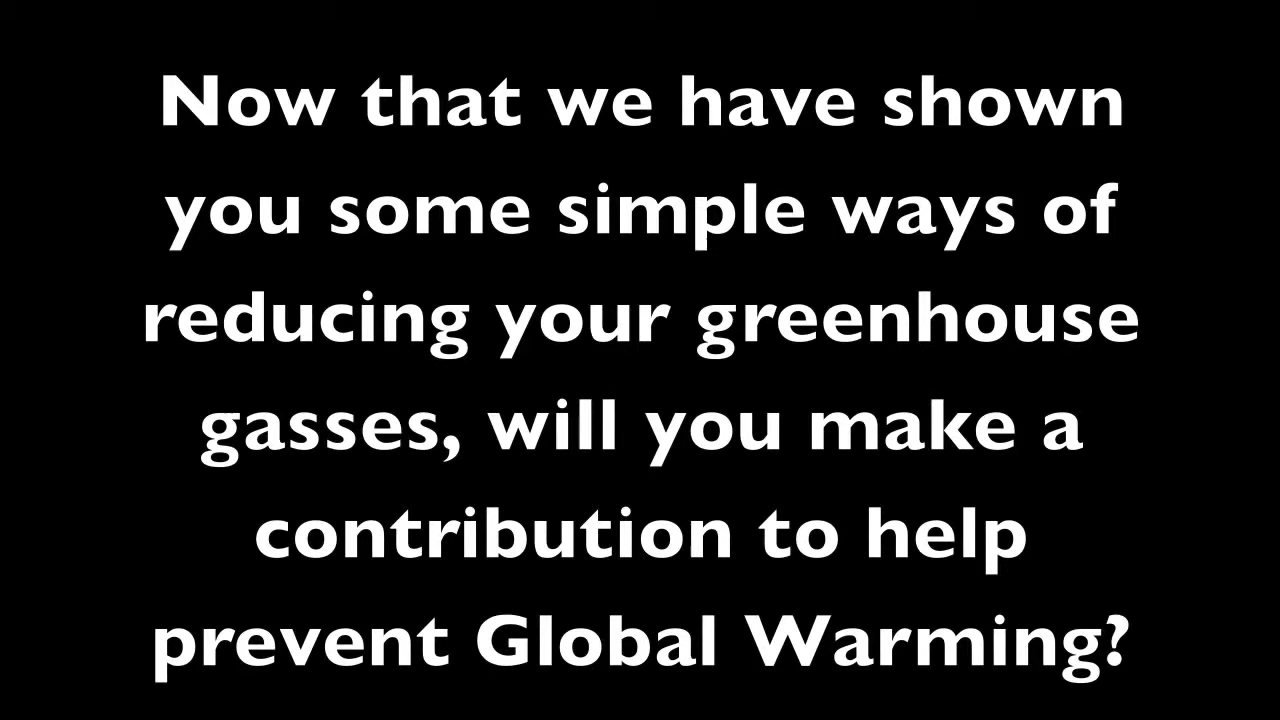 Now that we have shown
you some simple ways of
reducing your greenhouse
gasses, will you make a
contribution to help
prevent Global Warming?